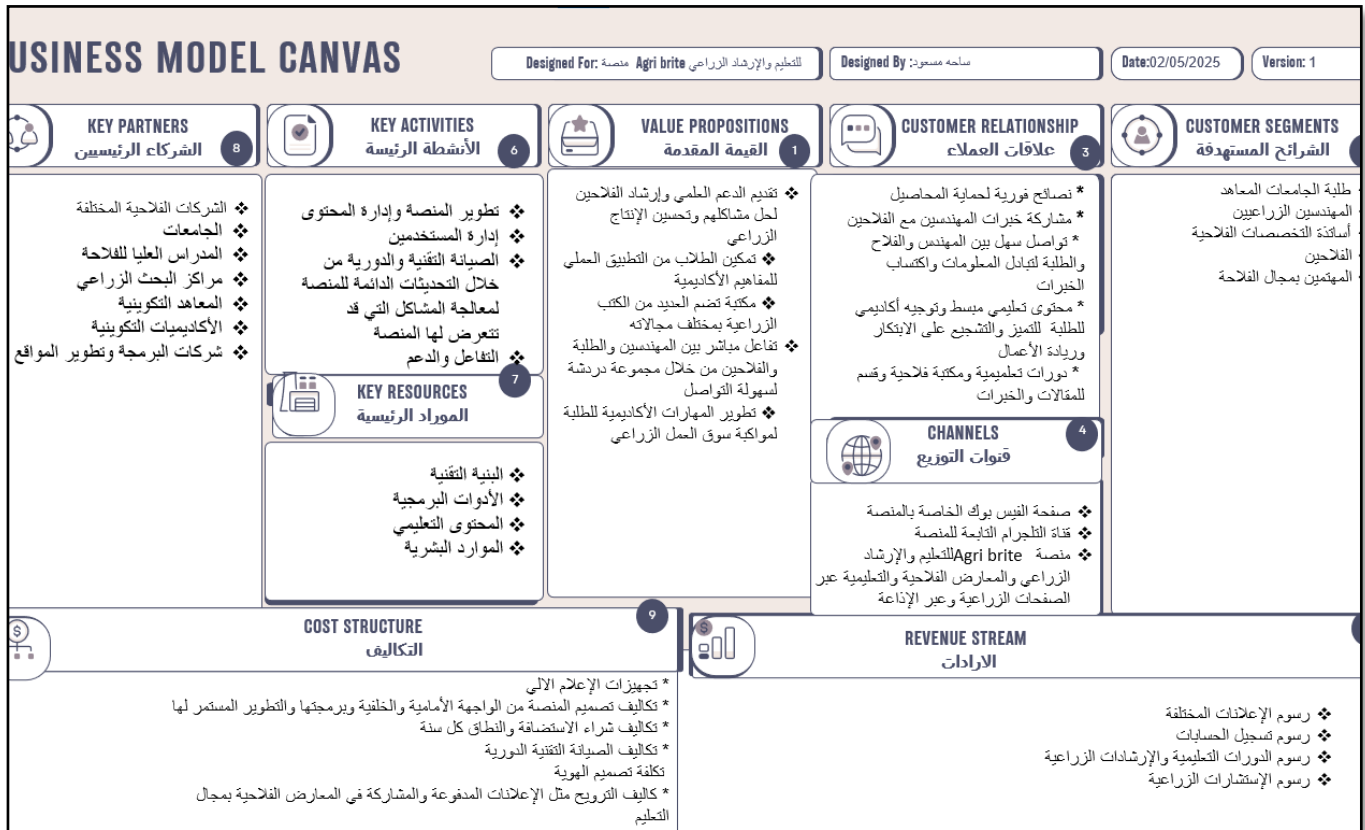 USINESS MODEL CANVAS
Designed For: منصة Agri brite للتعليم والإرشاد الزراعي
Designed By :ساحه مسعود
Date:02/05/2025
Version: 1
KEY PARTNERS
الشركاء الرئيسيين
8
❖ الشركات الفلاحية المختلفة
❖ الجامعات
❖ المدراس العليا للفلاحة
❖ مراكز البحث الزراعي
❖ المعاهد التكوينية
❖ الأكاديميات التكوينية
❖ شركات البرمجة وتطوير المواقع
KEY ACTIVITIES
الأنشطة الرئيسة
6
❖ تطوير المنصة وإدارة المحتوى
❖ إدارة المستخدمين
❖ الصيانة التقنية والدورية من
خلال التحديثات الدائمة للمنصة
لمعالجة المشاكل التي قد
تتعرض لها المنصة
❖ التفاعل والدعم
KEY RESOURCES
الموراد الرئيسية
7
❖ البنية التقنية
❖ الأدوات البرمجية
❖ المحتوى التعليمي
❖ الموارد البشرية
VALUE PROPOSITIONS
القيمة المقدمة
1
❖ تقديم الدعم العلمي وإرشاد الفلاحين
لحل مشاكلهم وتحسين الإنتاج
الزراعي
❖ تمكين الطلاب من التطبيق العملي
للمفاهيم الأكاديمية
❖ مكتبة تضم العديد من الكتب
الزراعية بمختلف مجالاته
❖ تفاعل مباشر بين المهندسين والطلبة
والفلاحين من خلال مجموعة دردشة
لسهولة التواصل
❖ تطوير المهارات الأكاديمية للطلبة
لمواكبة سوق العمل الزراعي
CUSTOMER RELATIONSHIP
علاقات العملاء
3
* نصائح فورية لحماية المحاصيل
* مشاركة خبرات المهندسين مع الفلاحين
* تواصل سهل بين المهندس والفلاح
والطلبة لتبادل المعلومات واكتساب
الخبرات
* محتوى تعليمي مبسط وتوجيه أكاديمي
للطلبة للتميز والتشجيع على الابتكار
وريادة الأعمال
* دورات تعلميمية ومكتبة فلاحية وقسم
للمقالات والخبرات
CHANNELS
قنوات التوزيع
4
❖ صفحة الفيس بوك الخاصة بالمنصة
❖ قناة التلجرام التابعة للمنصة
❖ منصة Agri brite للتعليم والإرشاد
الزراعي والمعارض الفلاحية والتعليمية عبر
الصفحات الزراعية وعبر الإذاعة
CUSTOMER SEGMENTS
الشرائح المستهدفة
طلبة الجامعات المعاهد
المهندسين الزراعيين
أساتذة التخصصات الفلاحية
الفلاحين
المهتمين بمجال الفلاحة
COST STRUCTURE
التكاليف
9
* تجهيزات الإعلام الالي
* تكاليف تصميم المنصة من الواجهة الأمامية والخلفية وبرمجتها والتطوير المستمر لها
* تكاليف شراء الاستضافة والنطاق كل سنة
* تكاليف الصيانة التقنية الدورية
تكلفة تصميم الهوية
* كاليف الترويج مثل الإعلانات المدفوعة والمشاركة في المعارض الفلاحية بمجال
التعليم
REVENUE STREAM
الارادات
❖ رسوم الإعلانات المختلفة
❖ رسوم تسجيل الحسابات
❖ رسوم الدورات التعليمية والإرشادات الزراعية
❖ رسوم الإستشارات الزراعية